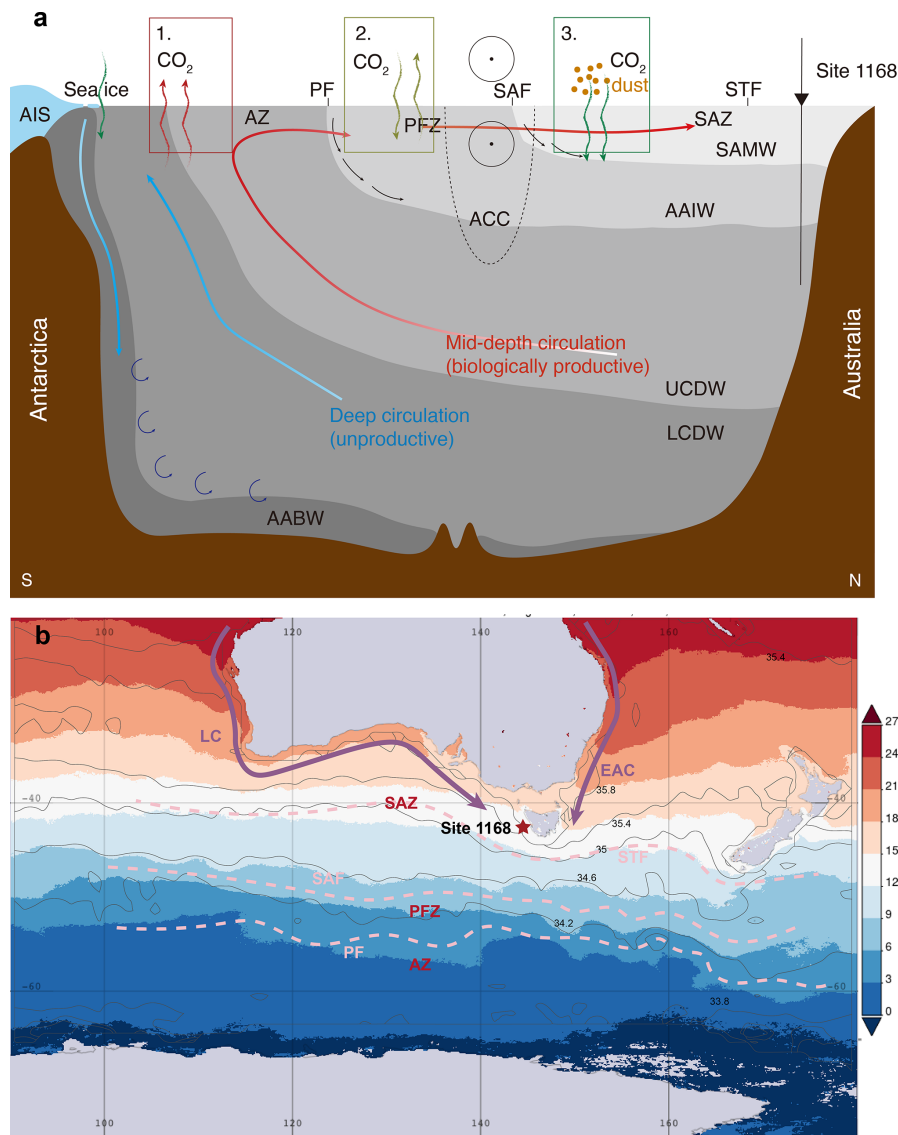 a
1.
CO2
2.
CO2
3.
CO2
dust
Sea ice
PF
SAF
STF
Site 1168
AIS
AZ
PFZ
SAZ
SAMW
ACC
AAIW
Mid-depth circulation
(biologically productive)
UCDW
Deep circulation
(unproductive)
LCDW
AABW
Antarctica
Australia
S
N
b
100
120
140
160
35.4
27
24
21
18
15
12
9
6
3
0
LC
EAC
35.8
-40
-40
SAZ
Site 1168
35.4
35
STF
SAF
34.6
PFZ
34.2
PF
AZ
-60
-60
33.8
100
120
140
160